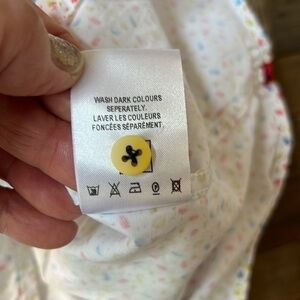 WASH DARK COLOURS
SEPERATELY.
LAVER LES COULEURS
FONCÉES SÉPARÉMENT.